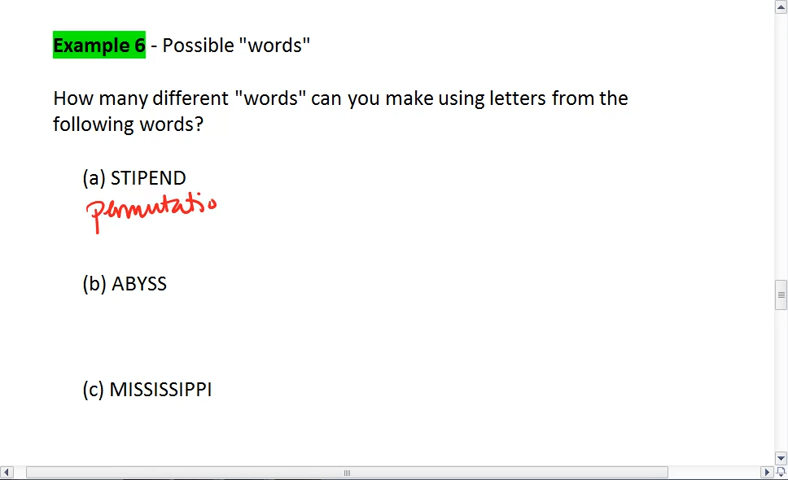 Example 6 - Possible "words"
How many different "words" can you make using letters from the
following words?
(a) STIPEND
permutatio
(b) ABYSS
(c) MISSISSIPPI